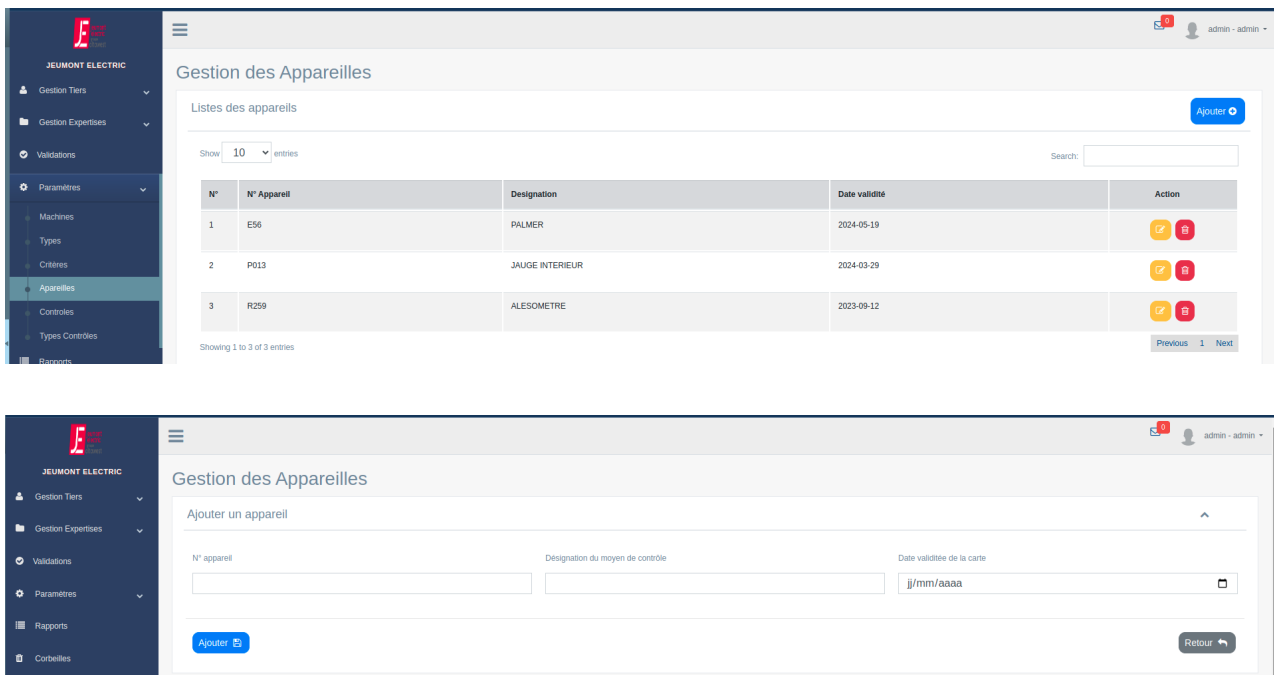 0
admin - admin
JEUMONT ELECTRIC
Gestion Tiers
Gestion Expertises
Validations
Paramètres
Machines
Types
Critères
Apareilles
Controles
Types Contrôles
Rapports
Gestion des Appareilles
Listes des appareils
Ajouter
Show 10 entries
Search:
N° N° Appareil Designation Date validité Action
1 E56 PALMER 2024-05-19
2 P013 JAUGE INTERIEUR 2024-03-29
3 R259 ALESOMETRE 2023-09-12
Showing 1 to 3 of 3 entries
Previous 1 Next
0
admin - admin
JEUMONT ELECTRIC
Gestion Tiers
Gestion Expertises
Validations
Paramètres
Rapports
Corbeilles
Gestion des Appareilles
Ajouter un appareil
N° appareil Désignation du moyen de contrôle Date validitée de la carte
jj/mm/aaaa
Ajouter
Retour